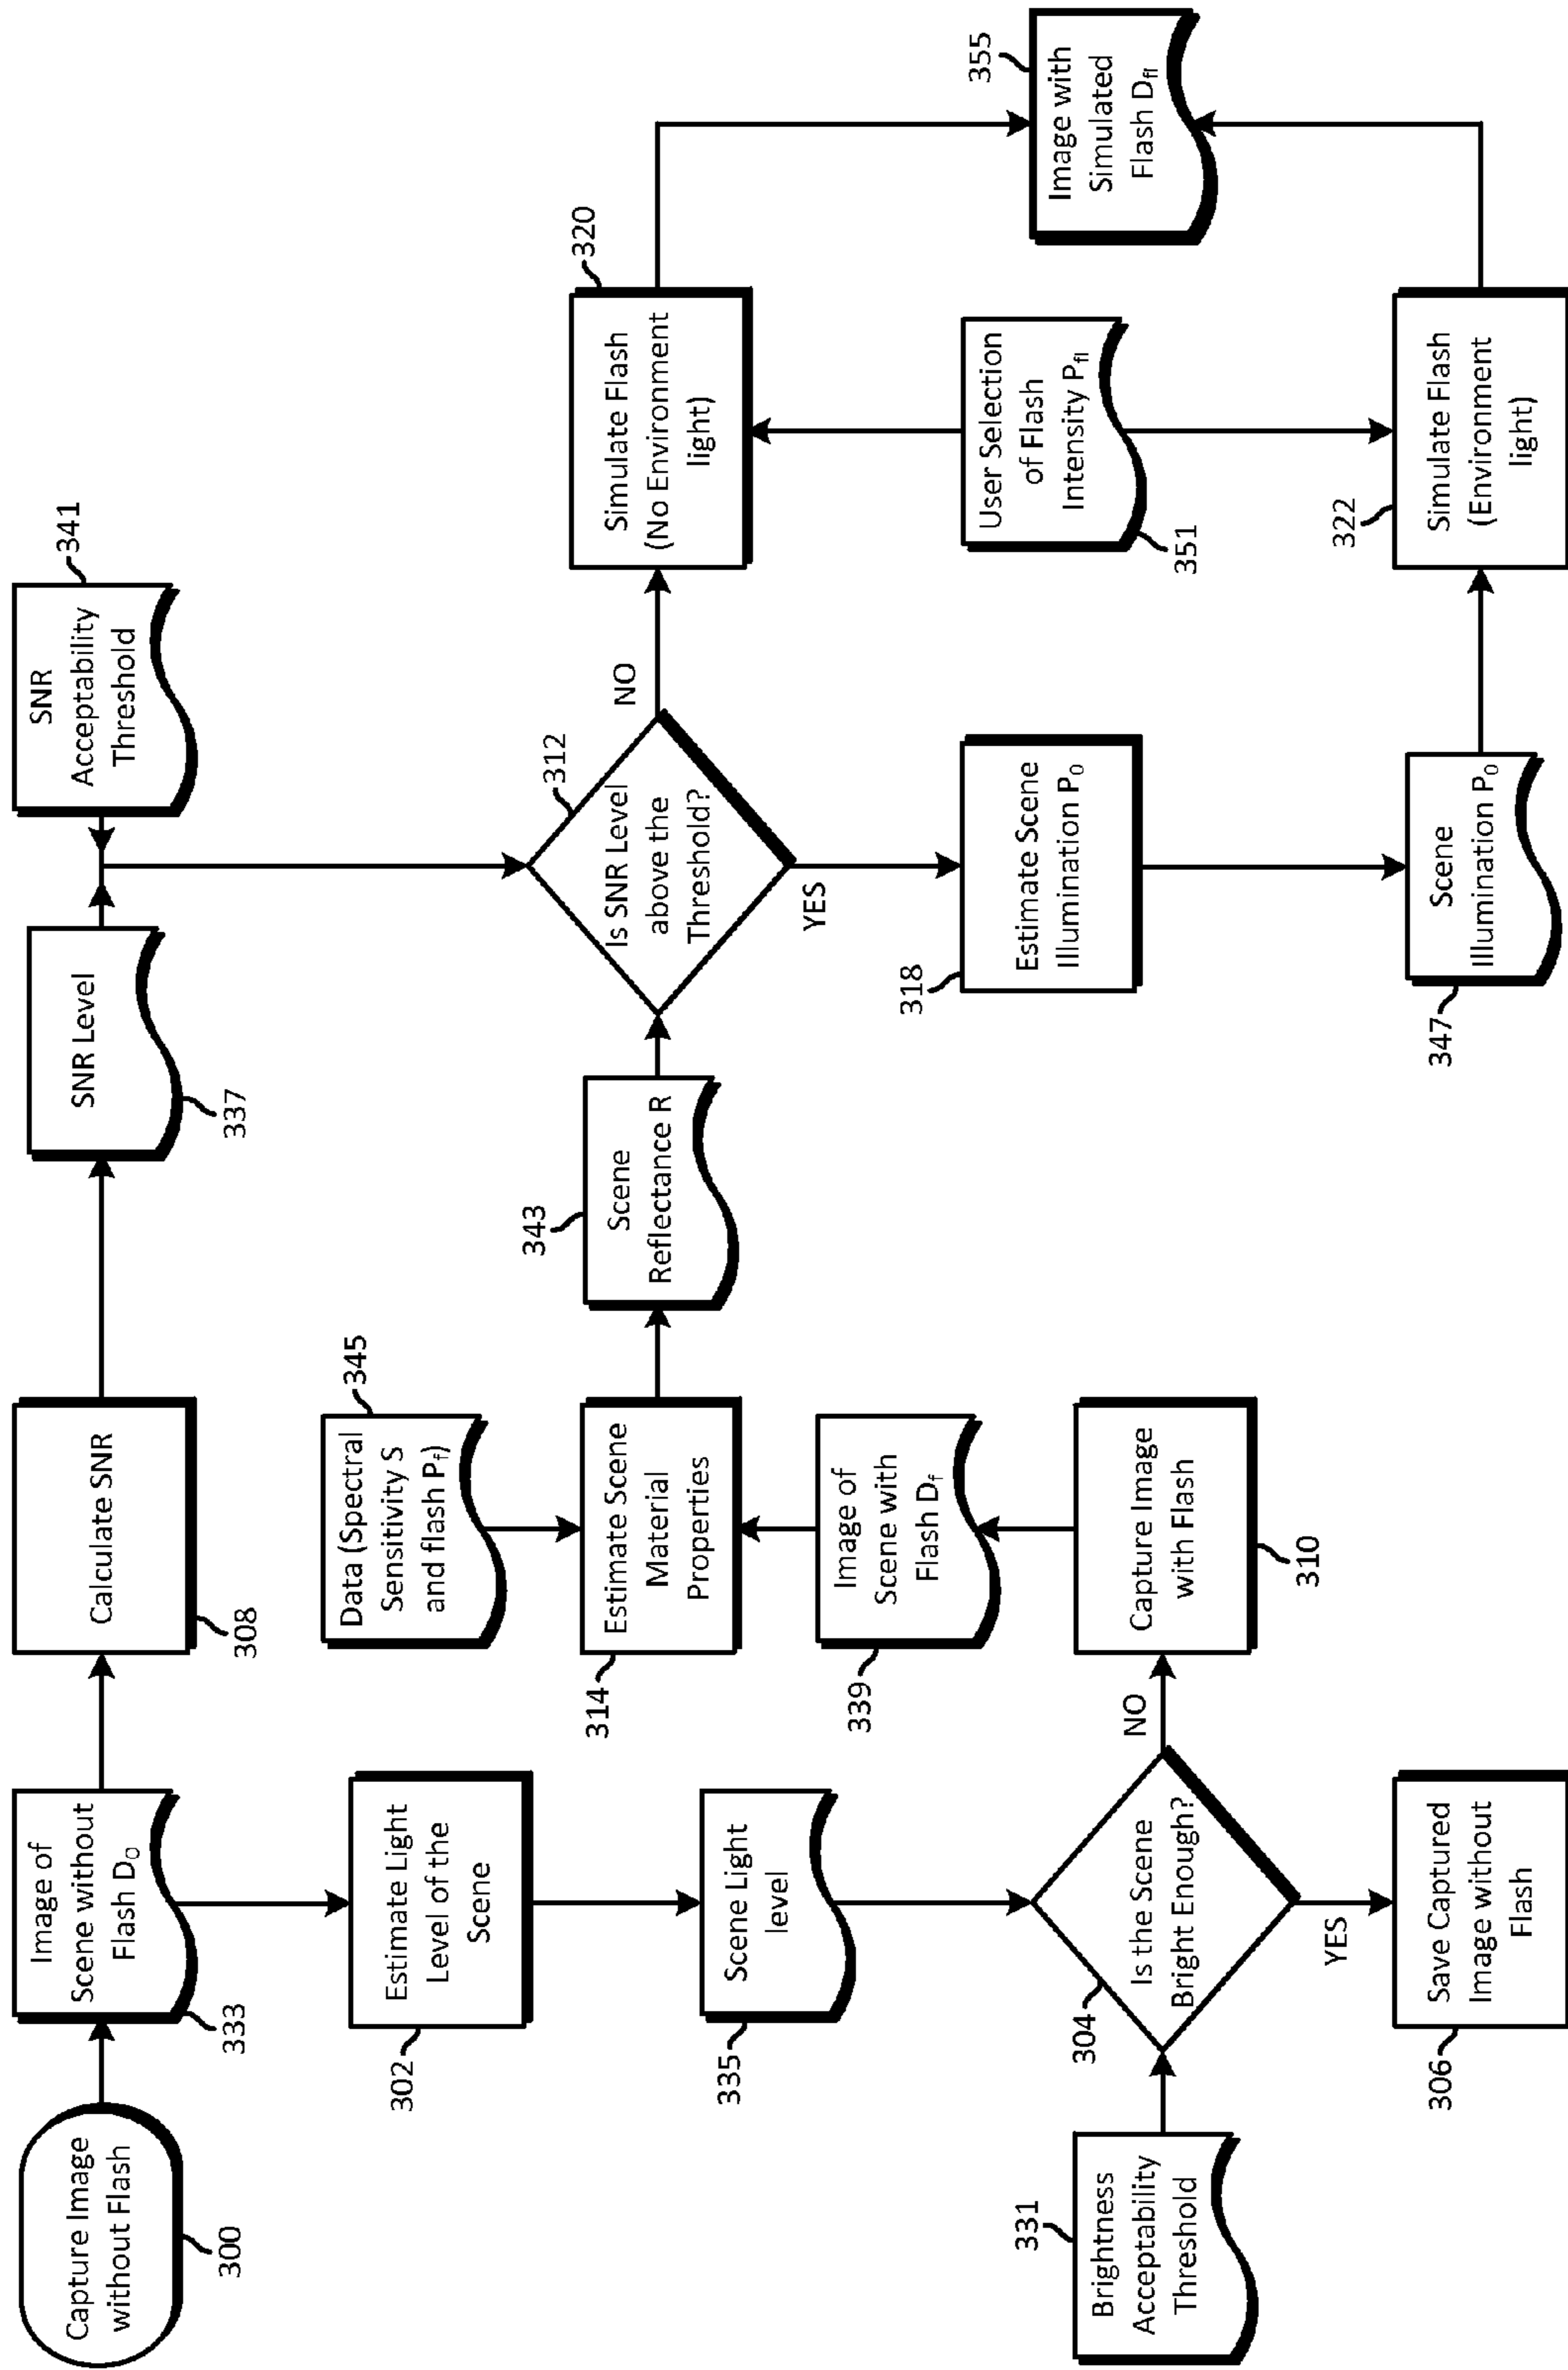 Capture Image
without Flash
300
Image of
Scene without
Flash D₀
333
Calculate SNR
308
SNR Level
337
SNR
Acceptability
Threshold
341
Estimate Light
Level of the
Scene
302
Data (Spectral
Sensitivity S
and flash P_f)
345
Estimate Scene
Material
Properties
314
Scene
Reflectance R
343
Is SNR Level
above the
Threshold?
312
NO
YES
Simulate Flash
(No Environment
light)
320
Scene Light
level
335
Image of
Scene with
Flash D_f
339
Estimate Scene
Illumination P₀
318
User Selection
of Flash
Intensity P_fl
351
Image with
Simulated
Flash D_fl
355
Brightness
Acceptability
Threshold
331
Is the Scene
Bright Enough?
304
NO
YES
Capture Image
with Flash
310
Save Captured
Image without
Flash
306
Scene
Illumination P₀
347
Simulate Flash
(Environment
light)
322